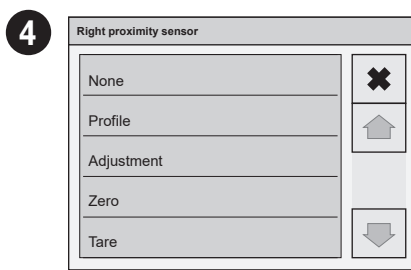 4
Right proximity sensor
None
Profile
Adjustment
Zero
Tare